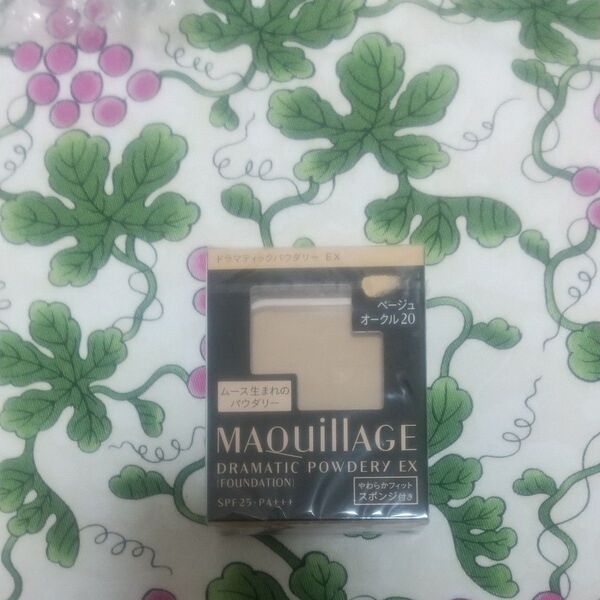 ドラマティックパウダリー EX
ベージュ
オークル20
ムース生まれの
パウダリー
MAQuillAGE
DRAMATIC POWDERY EX
(FOUNDATION)
SPF25・PA+++
やわらかフィット
スポンジ付き